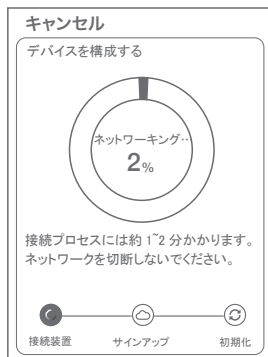 キャンセル
デバイスを構成する
ネットワーキング··
2%
接続プロセスには約 1~2 分かかります。
ネットワークを切断しないでください。
接続装置 サインアップ 初期化